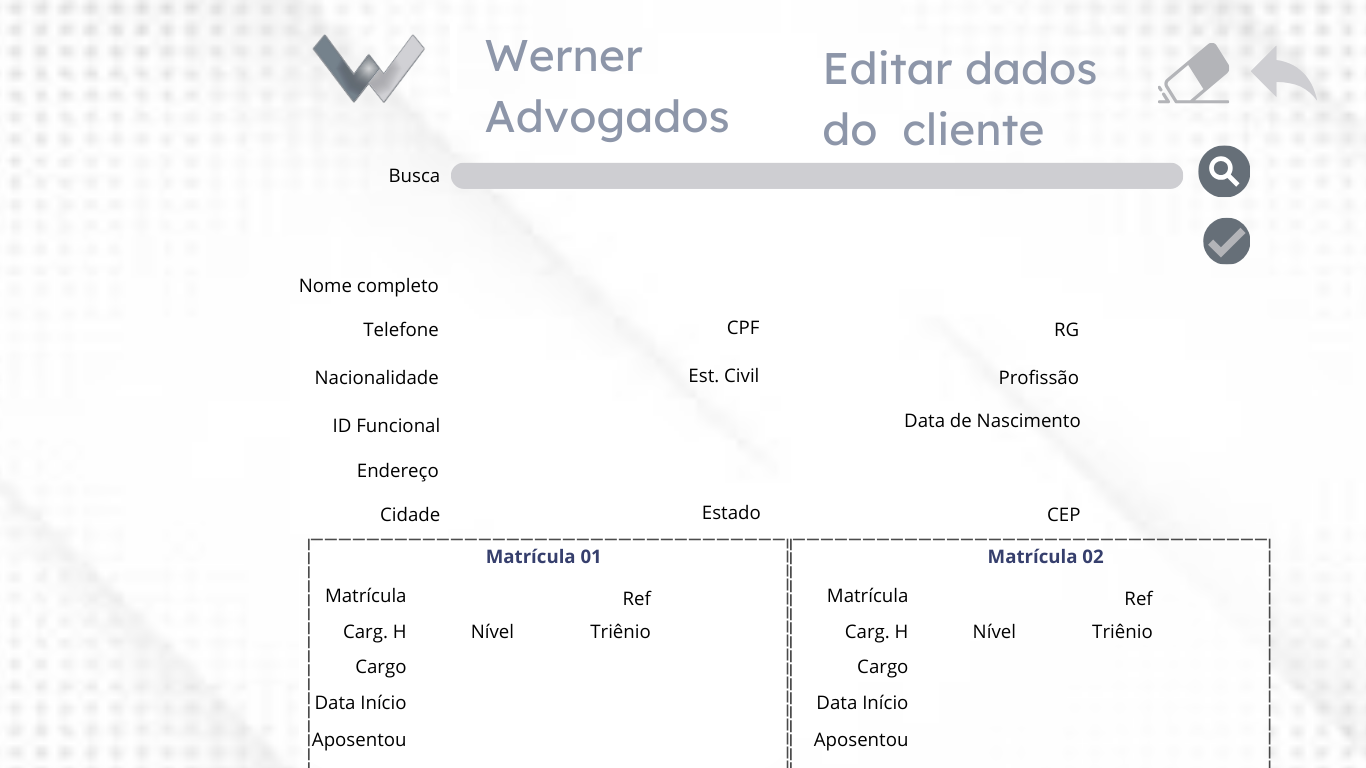 Werner
Advogados
Editar dados
do cliente
Busca
Nome completo
Telefone CPF RG
Nacionalidade Est. Civil Profissão
ID Funcional Data de Nascimento
Endereço
Cidade Estado CEP
Matrícula 01
Matrícula Ref
Carg. H Nível Triênio
Cargo
Data Início
Aposentou
Matrícula 02
Matrícula Ref
Carg. H Nível Triênio
Cargo
Data Início
Aposentou